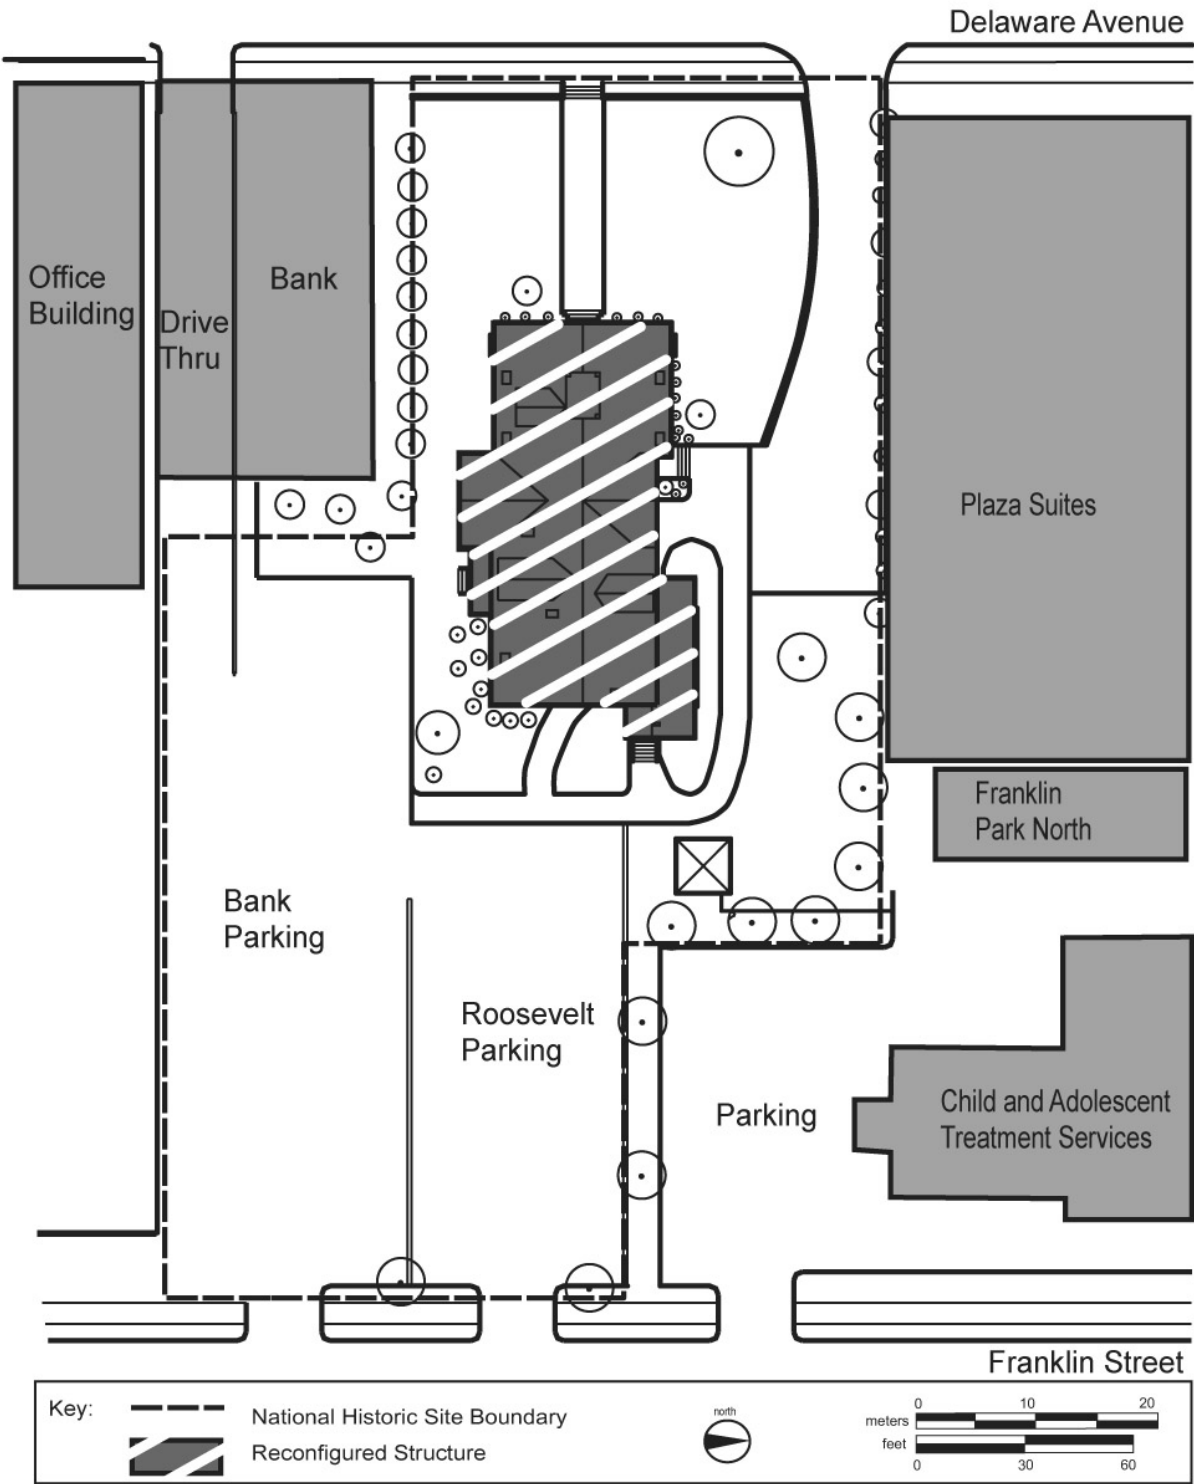 Delaware Avenue
Office
Building
Drive
Thru
Bank
Plaza Suites
Franklin
Park North
Bank
Parking
Roosevelt
Parking
Parking
Child and Adolescent
Treatment Services
Franklin Street
Key:
National Historic Site Boundary
Reconfigured Structure
north
0 10 20
meters
feet
0 30 60